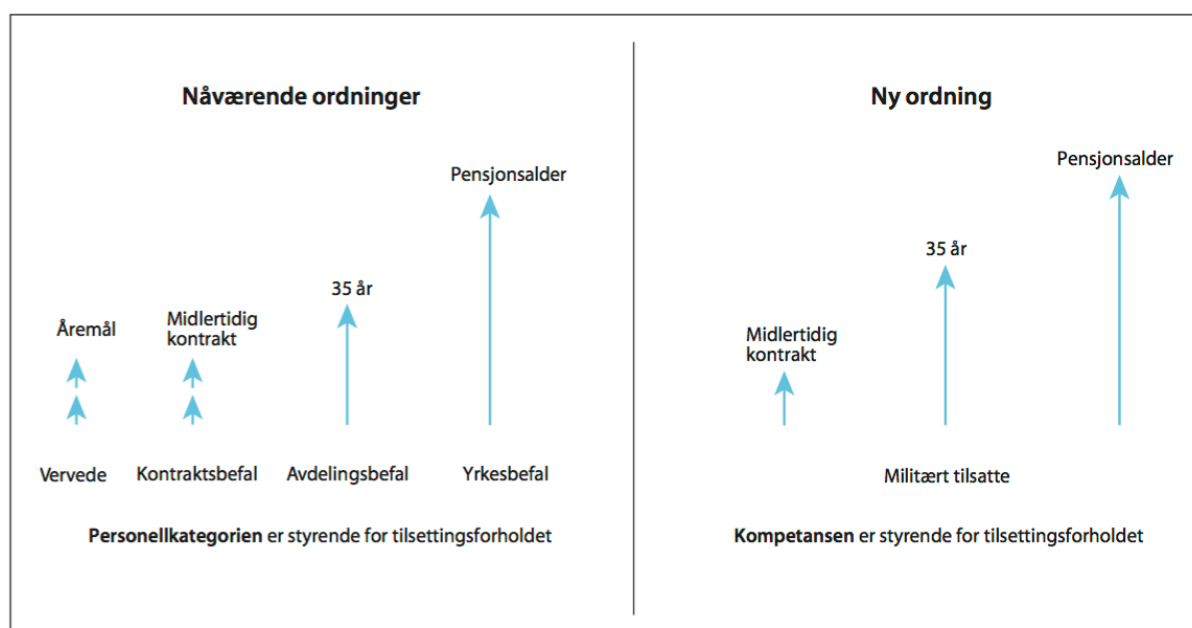 Nåværende ordninger
Pensjonsalder
35 år
Åremål
Midlertidig
kontrakt
Vervede
Kontraktsbefal
Avdelingsbefal
Yrkesbefal
Personellkategorien er styrende for tilsettingsforholdet
Ny ordning
Pensjonsalder
35 år
Midlertidig
kontrakt
Militært tilsatte
Kompetansen er styrende for tilsettingsforholdet